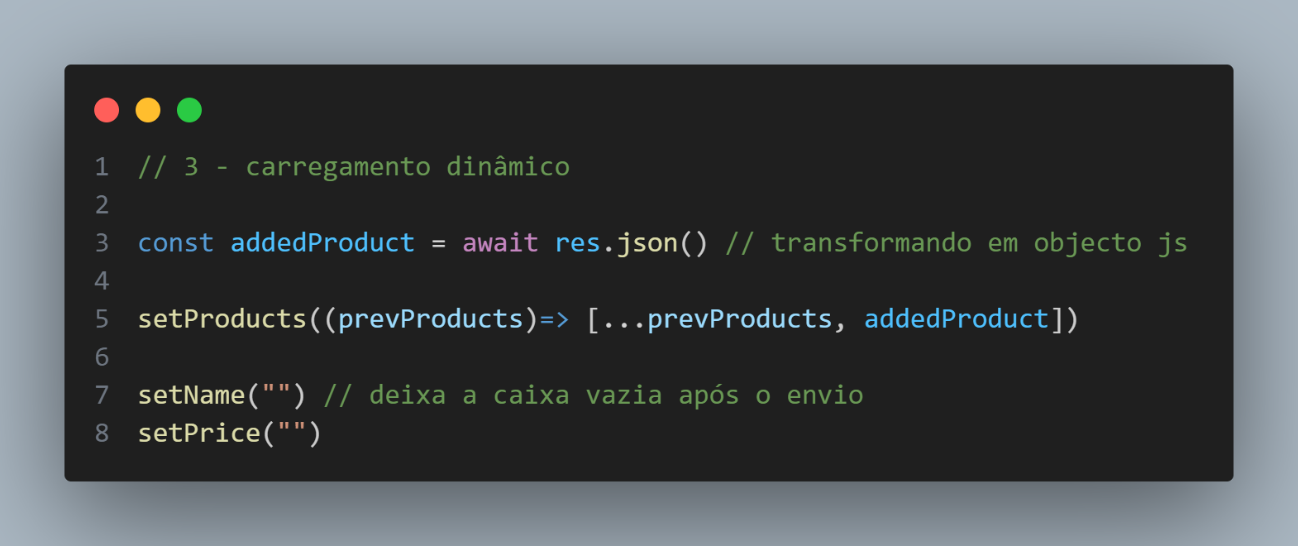 1 // 3 - carregamento dinâmico
2
3 const addedProduct = await res.json() // transformando em objecto js
4
5 setProducts((prevProducts)=> [...prevProducts, addedProduct])
6
7 setName("") // deixa a caixa vazia após o envio
8 setPrice("")